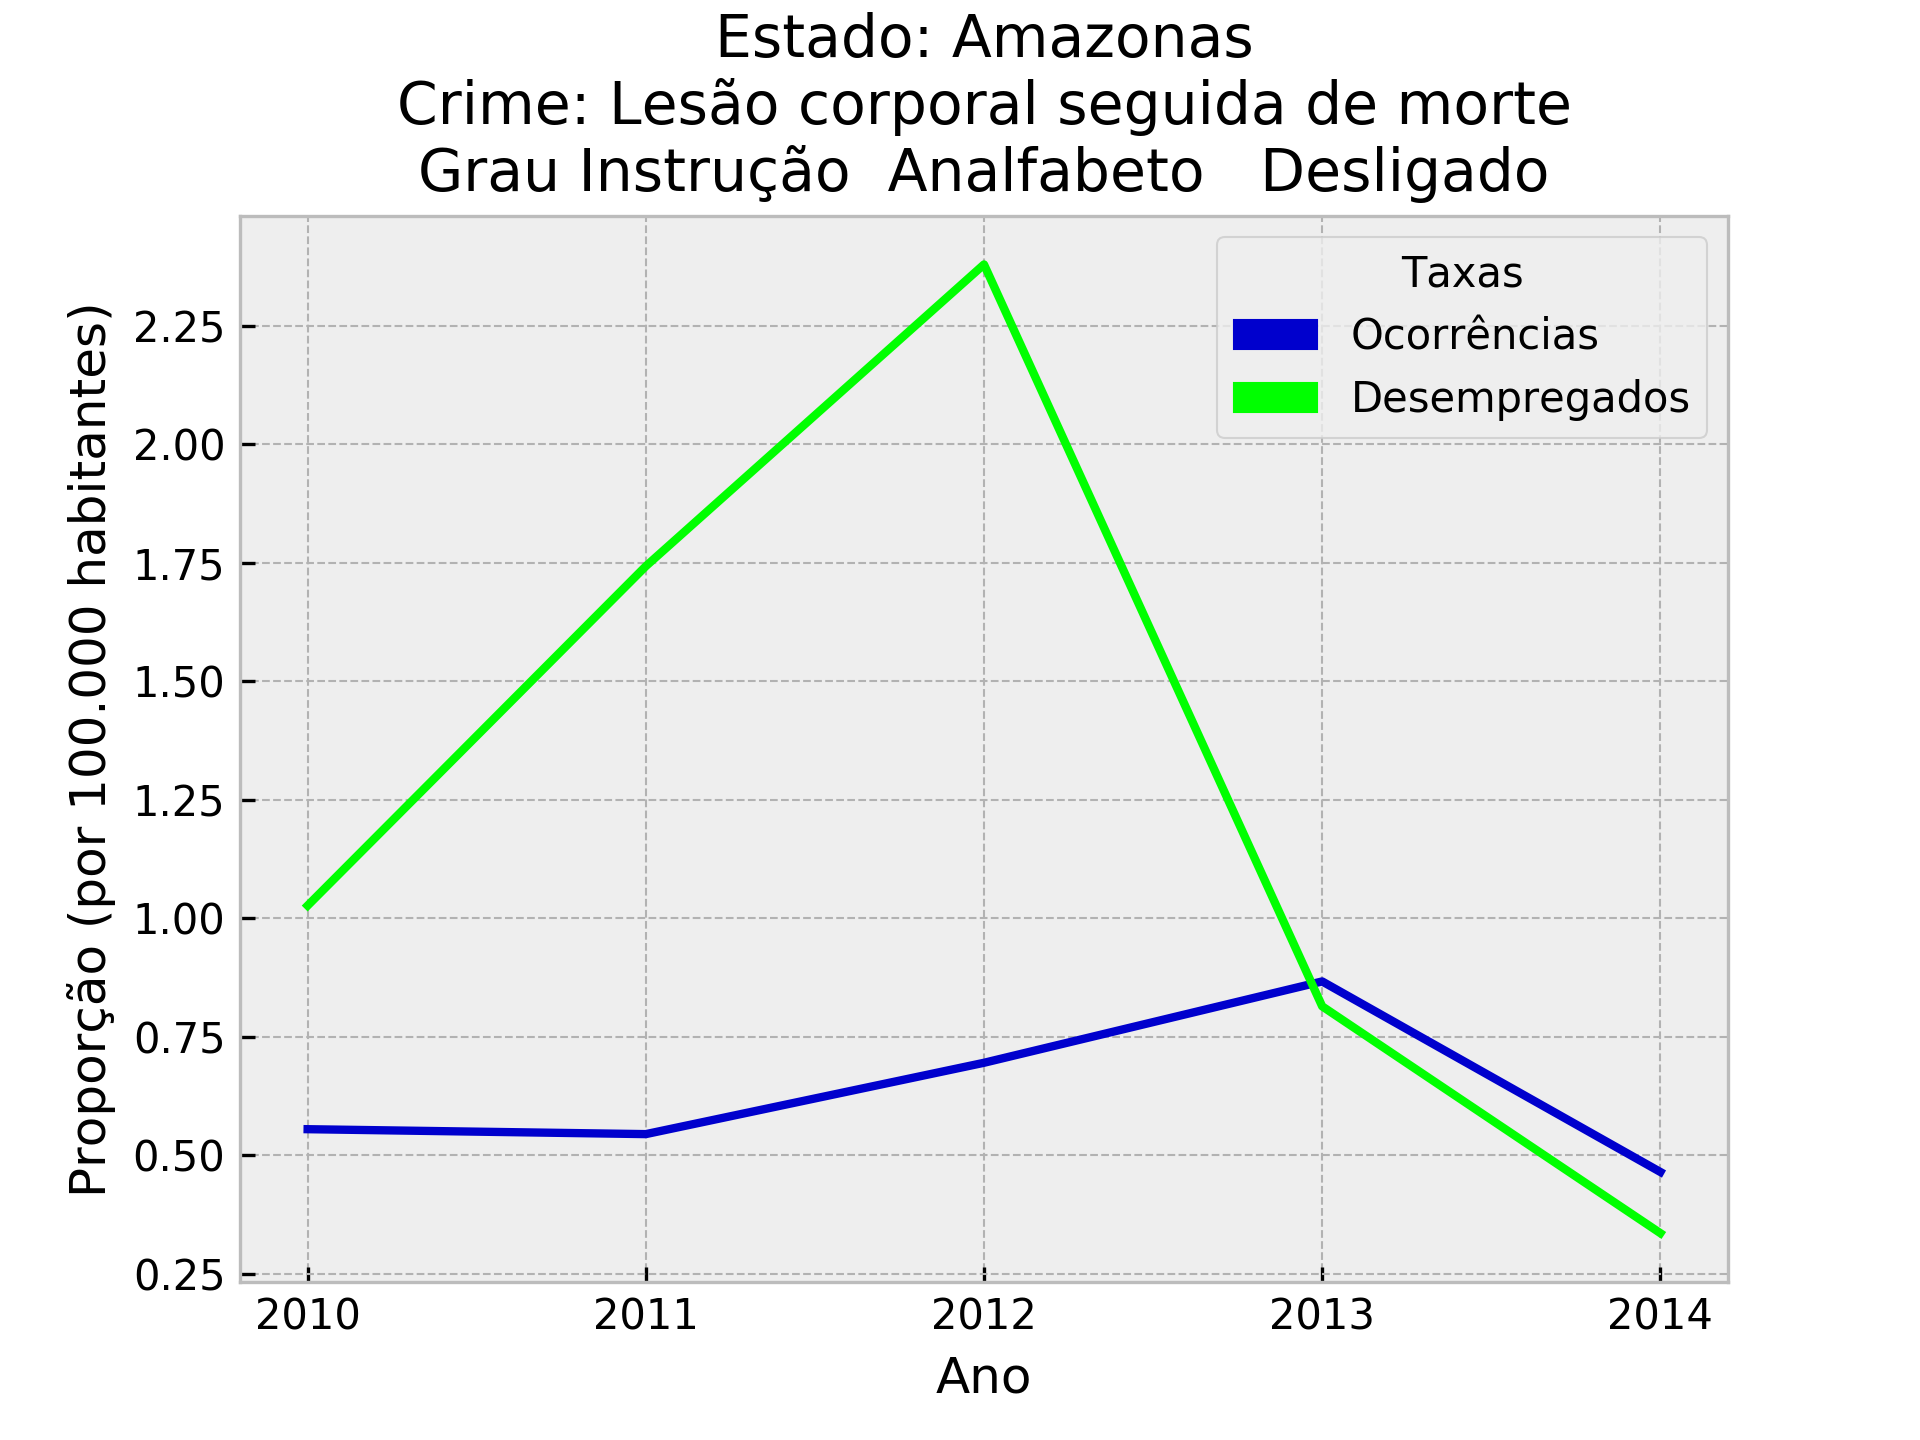 Estado: Amazonas
Crime: Lesão corporal seguida de morte
Grau Instrução  Analfabeto   Desligado
Taxas
Ocorrências
Desempregados
Proporção (por 100.000 habitantes)
2.25
2.00
1.75
1.50
1.25
1.00
0.75
0.50
0.25
2010 2011 2012 2013 2014
Ano